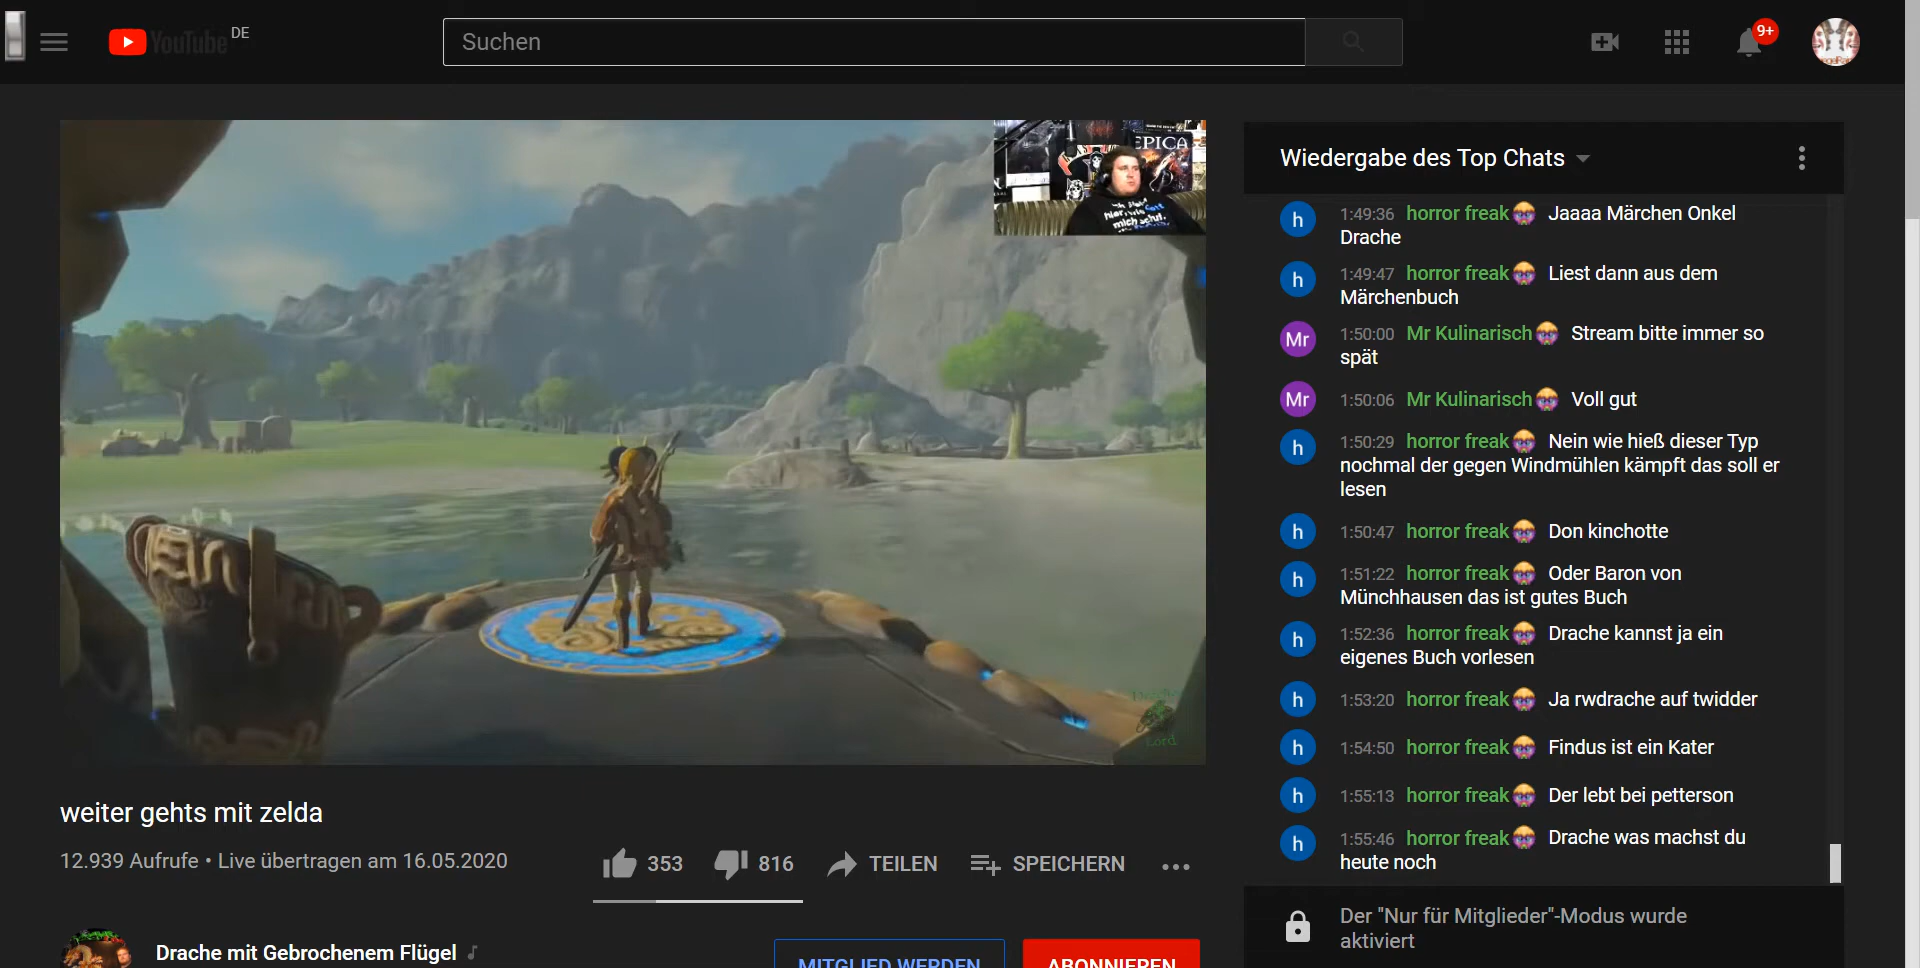 YouTube DE
Suchen
9+
EPICA
Wiedergabe des Top Chats
h 1:49:36 horror freak Jaaaa Märchen Onkel
Drache
h 1:49:47 horror freak Liest dann aus dem
Märchenbuch
Mr 1:50:00 Mr Kulinarisch Stream bitte immer so
spät
Mr 1:50:06 Mr Kulinarisch Voll gut
h 1:50:29 horror freak Nein wie hieß dieser Typ
nochmal der gegen Windmühlen kämpft das soll er
lesen
h 1:50:47 horror freak Don kinchotte
h 1:51:22 horror freak Oder Baron von
Münchhausen das ist gutes Buch
h 1:52:36 horror freak Drache kannst ja ein
eigenes Buch vorlesen
h 1:53:20 horror freak Ja rwdrache auf twidder
h 1:54:50 horror freak Findus ist ein Kater
h 1:55:13 horror freak Der lebt bei petterson
h 1:55:46 horror freak Drache was machst du
heute noch
Der "Nur für Mitglieder"-Modus wurde
aktiviert
Lord
weiter gehts mit zelda
12.939 Aufrufe • Live übertragen am 16.05.2020
353 816 TEILEN SPEICHERN
Drache mit Gebrochenem Flügel
MITGLIED WERDEN
ABONNIEREN